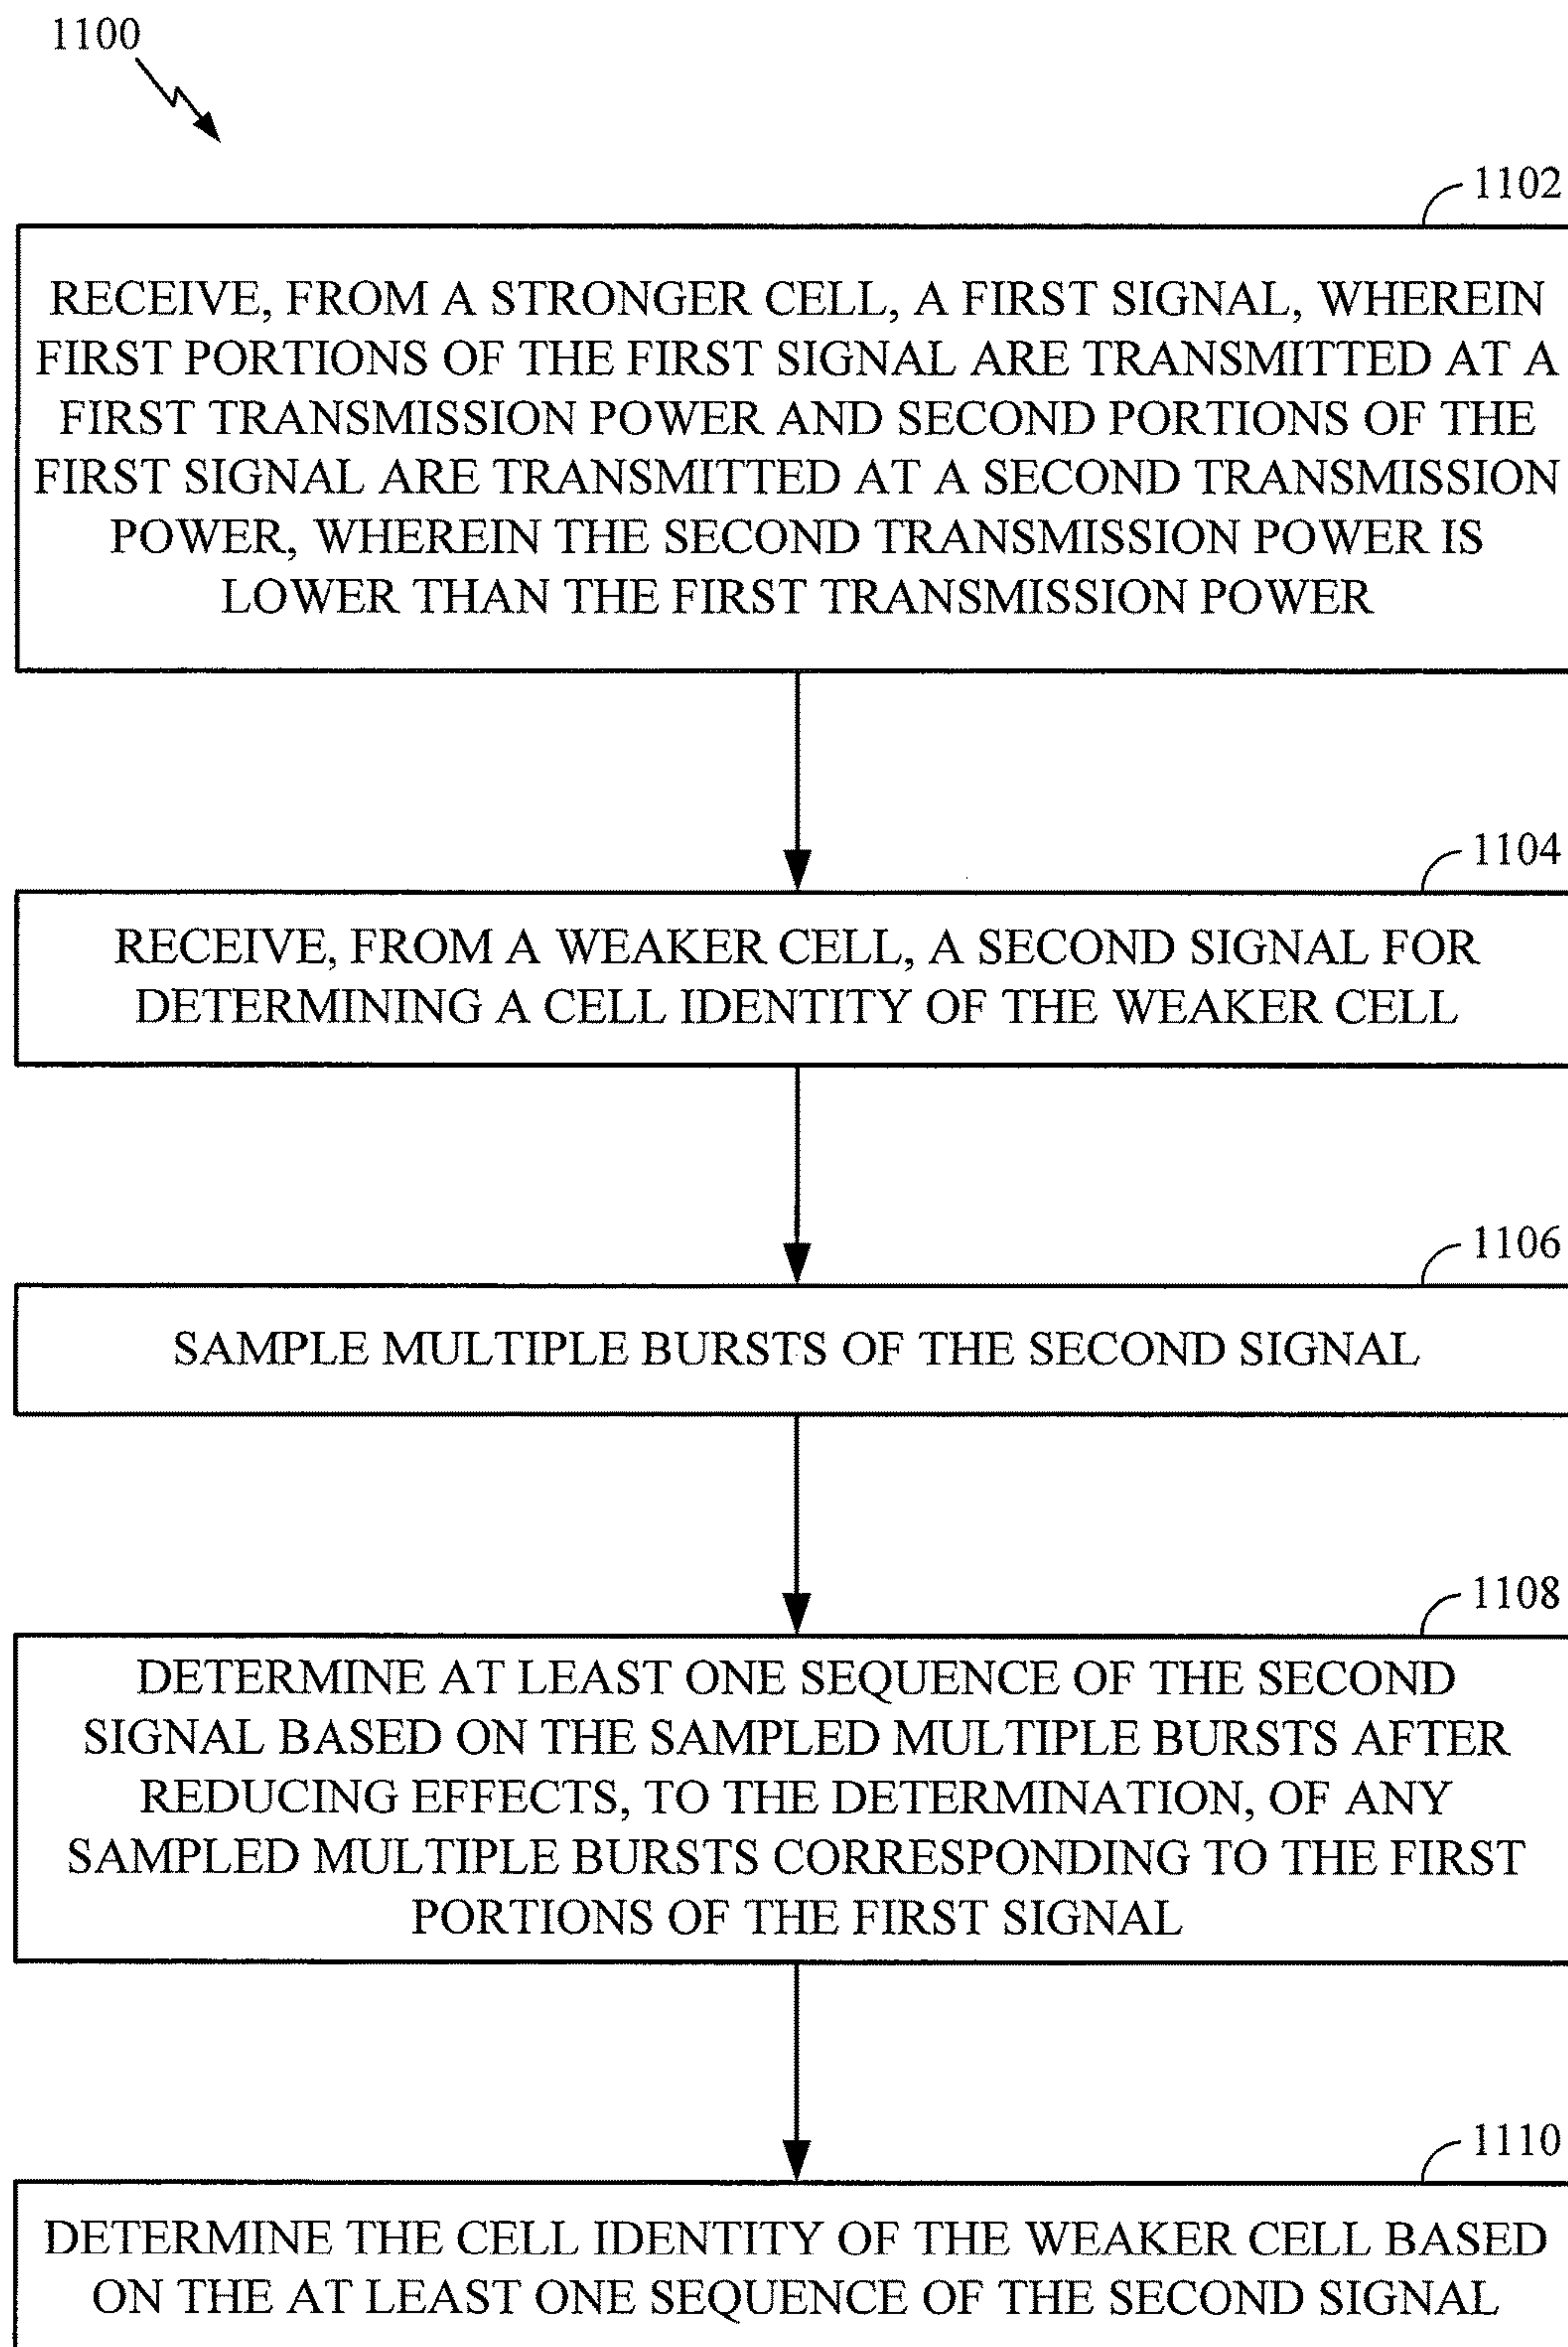 1100
1102
RECEIVE, FROM A STRONGER CELL, A FIRST SIGNAL, WHEREIN
FIRST PORTIONS OF THE FIRST SIGNAL ARE TRANSMITTED AT A
FIRST TRANSMISSION POWER AND SECOND PORTIONS OF THE
FIRST SIGNAL ARE TRANSMITTED AT A SECOND TRANSMISSION
POWER, WHEREIN THE SECOND TRANSMISSION POWER IS
LOWER THAN THE FIRST TRANSMISSION POWER
1104
RECEIVE, FROM A WEAKER CELL, A SECOND SIGNAL FOR
DETERMINING A CELL IDENTITY OF THE WEAKER CELL
1106
SAMPLE MULTIPLE BURSTS OF THE SECOND SIGNAL
1108
DETERMINE AT LEAST ONE SEQUENCE OF THE SECOND
SIGNAL BASED ON THE SAMPLED MULTIPLE BURSTS AFTER
REDUCING EFFECTS, TO THE DETERMINATION, OF ANY
SAMPLED MULTIPLE BURSTS CORRESPONDING TO THE FIRST
PORTIONS OF THE FIRST SIGNAL
1110
DETERMINE THE CELL IDENTITY OF THE WEAKER CELL BASED
ON THE AT LEAST ONE SEQUENCE OF THE SECOND SIGNAL